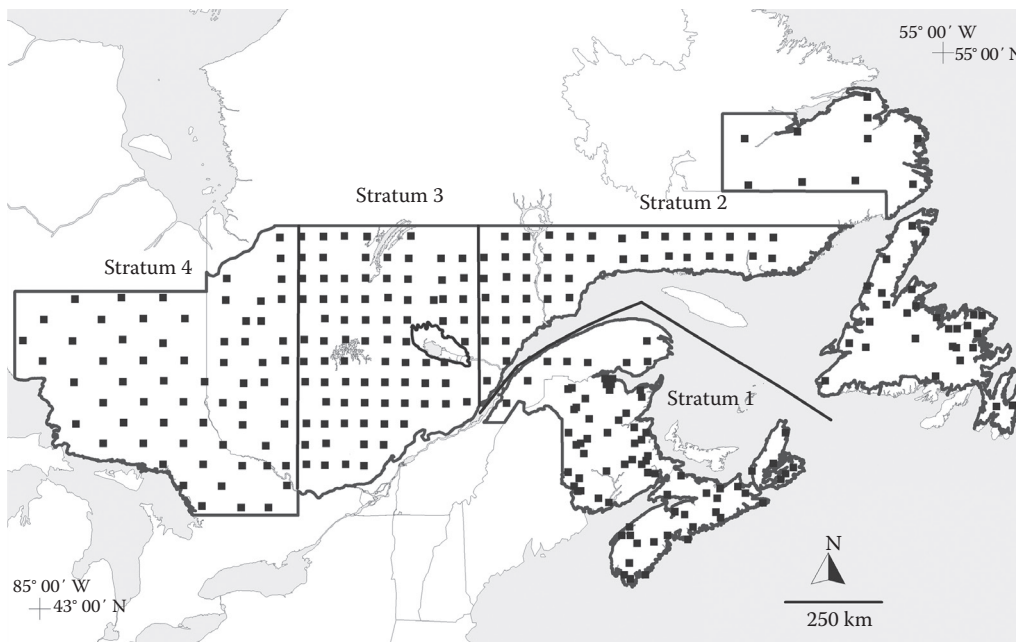 55° 00′ W
55° 00′ N
Stratum 3
Stratum 2
Stratum 4
Stratum 1
N
85° 00′ W
43° 00′ N
250 km